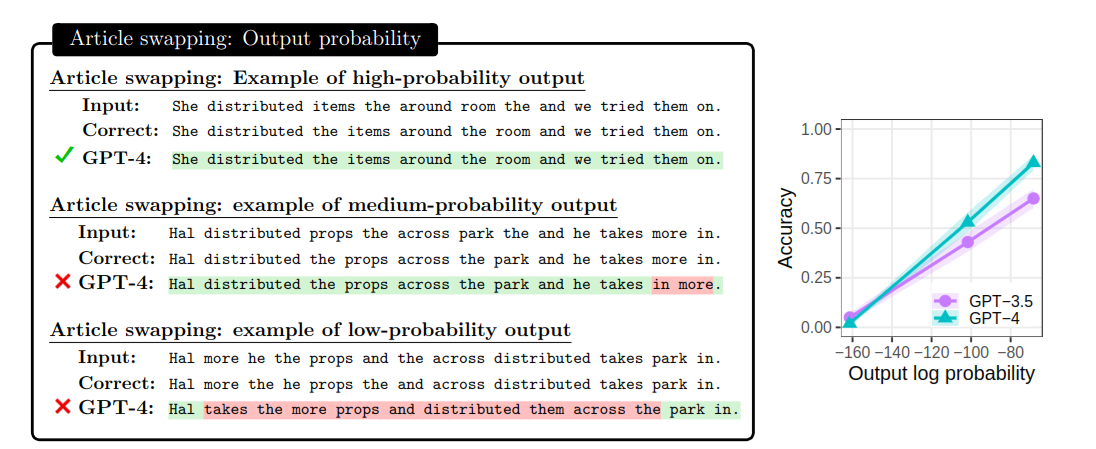 Article swapping: Output probability
Article swapping: Example of high-probability output
Input: She distributed items the around room the and we tried them on.
Correct: She distributed the items around the room and we tried them on.
✓ GPT-4: She distributed the items around the room and we tried them on.
Article swapping: example of medium-probability output
Input: Hal distributed props the across park the and he takes more in.
Correct: Hal distributed the props across the park and he takes more in.
✗ GPT-4: Hal distributed the props across the park and he takes in more.
Article swapping: example of low-probability output
Input: Hal more he the props and the across distributed takes park in.
Correct: Hal more the he props the and across distributed takes park in.
✗ GPT-4: Hal takes the more props and distributed them across the park in.
Accuracy
1.00
0.75
0.50
0.25
0.00
GPT−3.5
GPT−4
−160 −140 −120 −100 −80
Output log probability